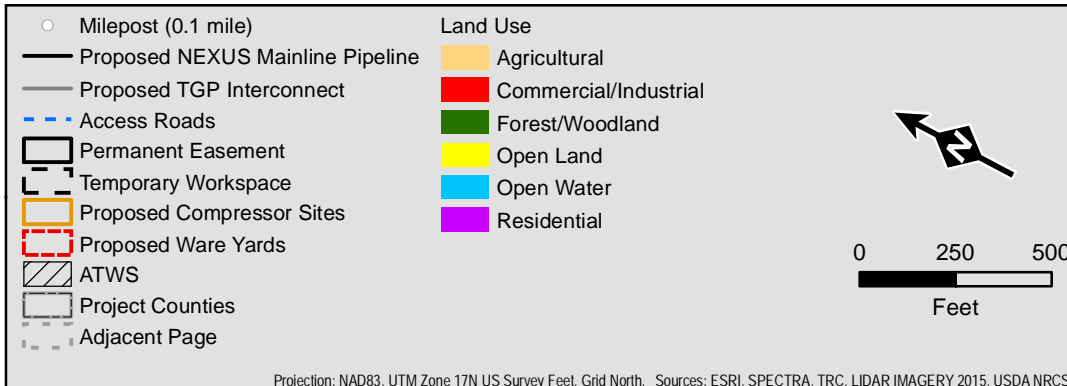 Milepost (0.1 mile)
Proposed NEXUS Mainline Pipeline
Proposed TGP Interconnect
Access Roads
Permanent Easement
Temporary Workspace
Proposed Compressor Sites
Proposed Ware Yards
ATWS
Project Counties
Adjacent Page
Land Use
Agricultural
Commercial/Industrial
Forest/Woodland
Open Land
Open Water
Residential
N
0 250 500
Feet
Projection: NAD83, UTM Zone 17N US Survey Feet, Grid North. Sources: ESRI, SPECTRA, TRC, LIDAR IMAGERY 2015, USDA NRCS